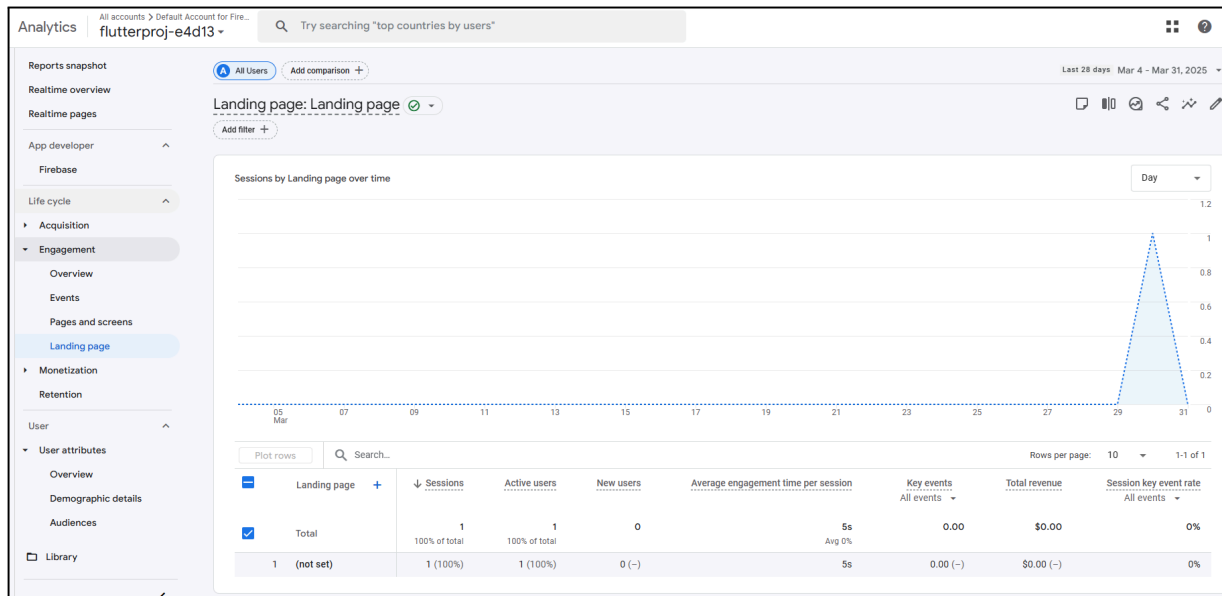 Analytics
All accounts > Default Account for Fire...
flutterproj-e4d13
Try searching "top countries by users"
Reports snapshot
Realtime overview
Realtime pages
App developer
Firebase
Life cycle
Acquisition
Engagement
Overview
Events
Pages and screens
Landing page
Monetization
Retention
User
User attributes
Overview
Demographic details
Audiences
Library
A All Users
Add comparison +
Last 28 days Mar 4 - Mar 31, 2025
Landing page: Landing page
Add filter +
Sessions by Landing page over time
Day
1.2
1
0.8
0.6
0.4
0.2
0
05 07 09 11 13 15 17 19 21 23 25 27 29 31
Mar
Plot rows Search... Rows per page: 10 1-1 of 1
Landing page + ↓ Sessions Active users New users Average engagement time per session Key events Total revenue Session key event rate
All events All events
Total 1 1 0 5s 0.00 $0.00 0%
100% of total 100% of total Avg 0%
1 (not set) 1 (100%) 1 (100%) 0 (–) 5s 0.00 (–) $0.00 (–) 0%